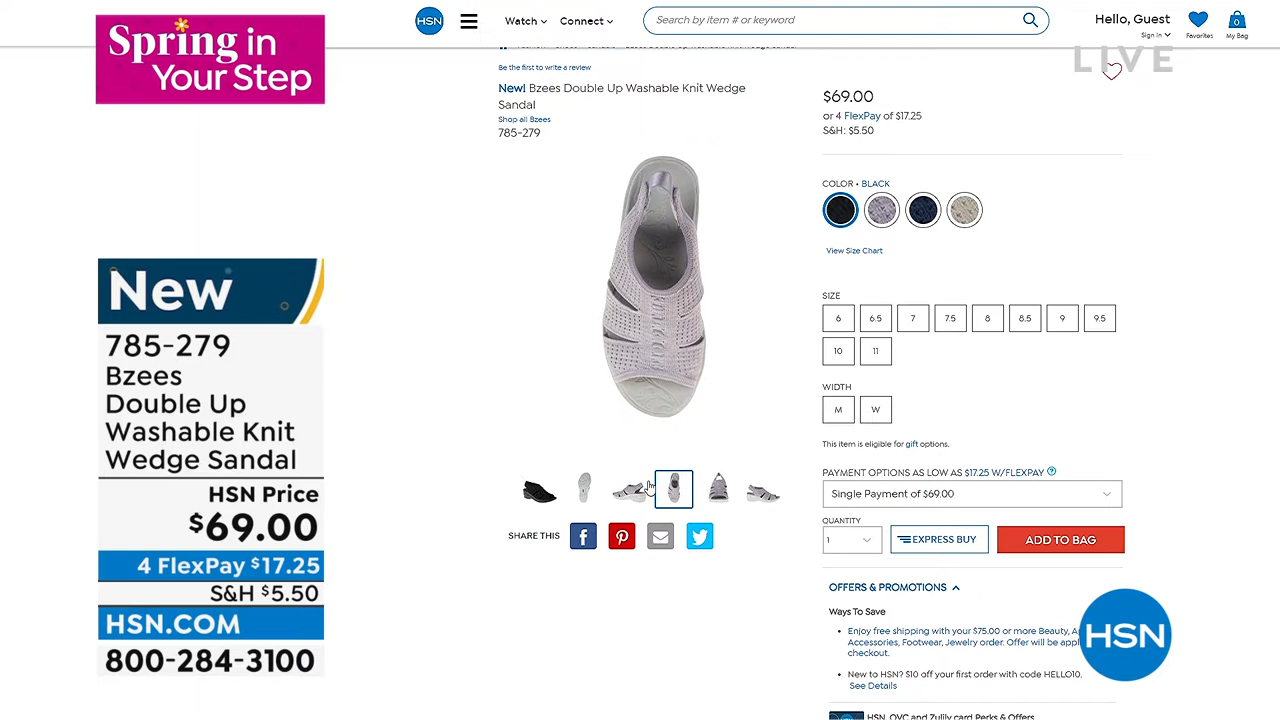 Spring in
Your Step
HSN
Watch
Connect
Search by item # or keyword
Hello, Guest
Sign In
Favorites
0
My Bag
LIVE
Be the first to write a review
New! Bzees Double Up Washable Knit Wedge
Sandal
Shop all Bzees
785-279
$69.00
or 4 FlexPay of $17.25
S&H: $5.50
COLOR • BLACK
View Size Chart
SIZE
6 6.5 7 7.5 8 8.5 9 9.5
10 11
WIDTH
M W
This item is eligible for gift options.
PAYMENT OPTIONS AS LOW AS $17.25 W/FLEXPAY
Single Payment of $69.00
QUANTITY
1
EXPRESS BUY
ADD TO BAG
SHARE THIS
OFFERS & PROMOTIONS
Ways To Save
• Enjoy free shipping with your $75.00 or more Beauty,
Accessories, Footwear, Jewelry order. Offer will be
checkout.
• New to HSN? $10 off your first order with code HELLO10.
See Details
HSN, QVC and Zulily card Perks & Offers
New
785-279
Bzees
Double Up
Washable Knit
Wedge Sandal
HSN Price
$69.00
4 FlexPay $17.25
S&H $5.50
HSN.COM
800-284-3100
HSN